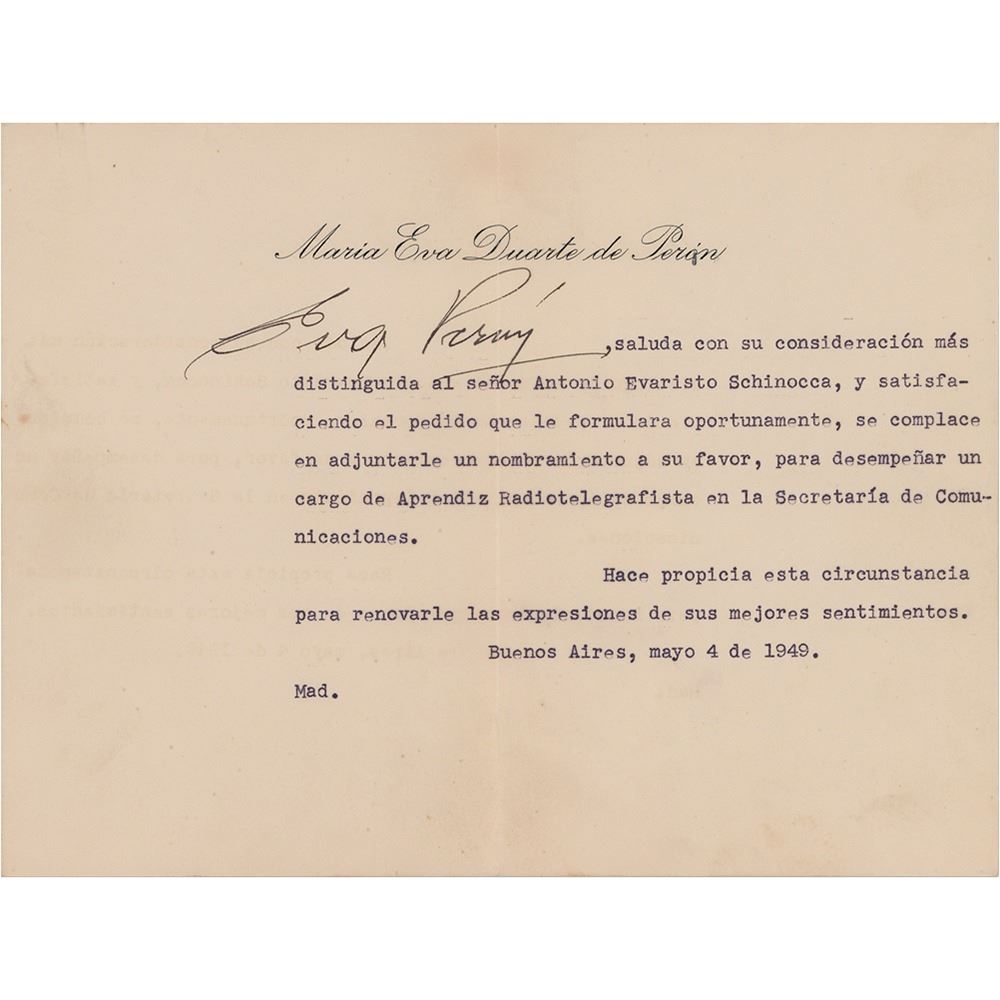 María Eva Duarte de Perón
Eva Perón
,saluda con su consideración más
distinguida al señor Antonio Evaristo Schinocca, y satisfa-
ciendo el pedido que le formulara oportunamente, se complace
en adjuntarle un nombramiento a su favor, para desempeñar un
cargo de Aprendiz Radiotelegrafista en la Secretaría de Comu-
nicaciones.
Hace propicia esta circunstancia
para renovarle las expresiones de sus mejores sentimientos.
Buenos Aires, mayo 4 de 1949.
Mad.